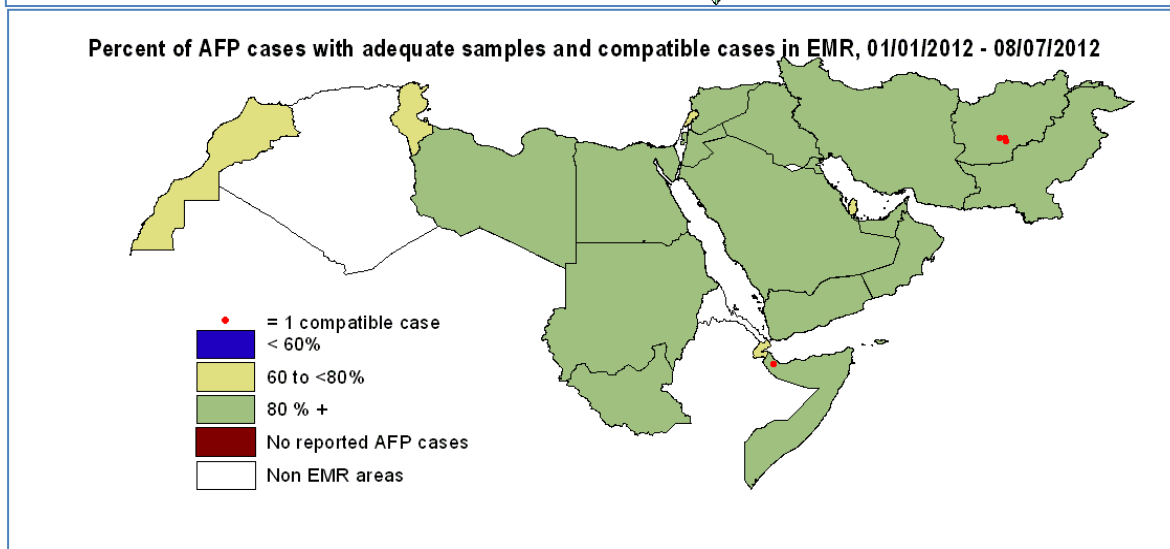 Percent of AFP cases with adequate samples and compatible cases in EMR, 01/01/2012 - 08/07/2012
= 1 compatible case
< 60%
60 to <80%
80 % +
No reported AFP cases
Non EMR areas